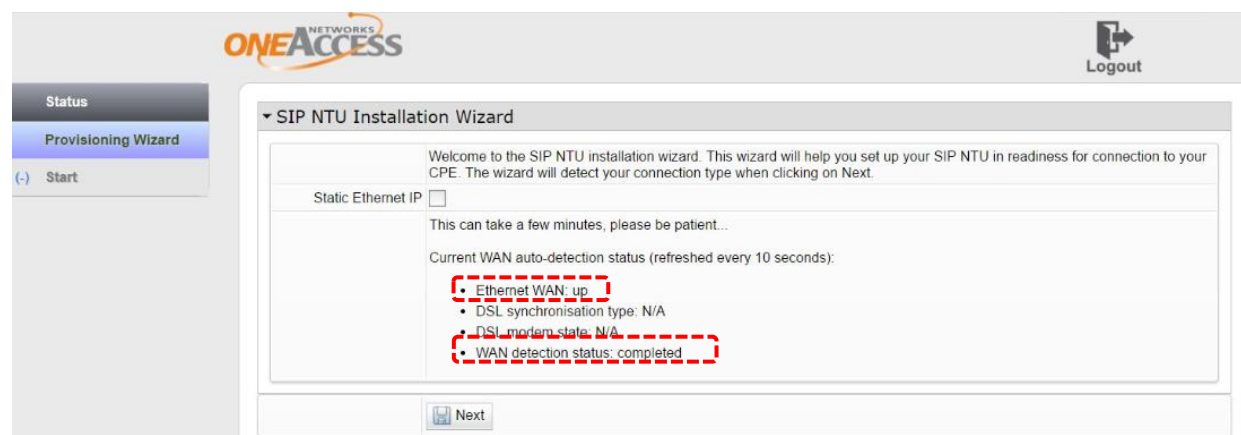 NETWORKS
ONEACCESS
Logout
Status
Provisioning Wizard
(-) Start
SIP NTU Installation Wizard
Welcome to the SIP NTU installation wizard. This wizard will help you set up your SIP NTU in readiness for connection to your
CPE. The wizard will detect your connection type when clicking on Next.
Static Ethernet IP
This can take a few minutes, please be patient...
Current WAN auto-detection status (refreshed every 10 seconds):
• Ethernet WAN: up
• DSL synchronisation type: N/A
• DSL modem state: N/A
• WAN detection status: completed
Next